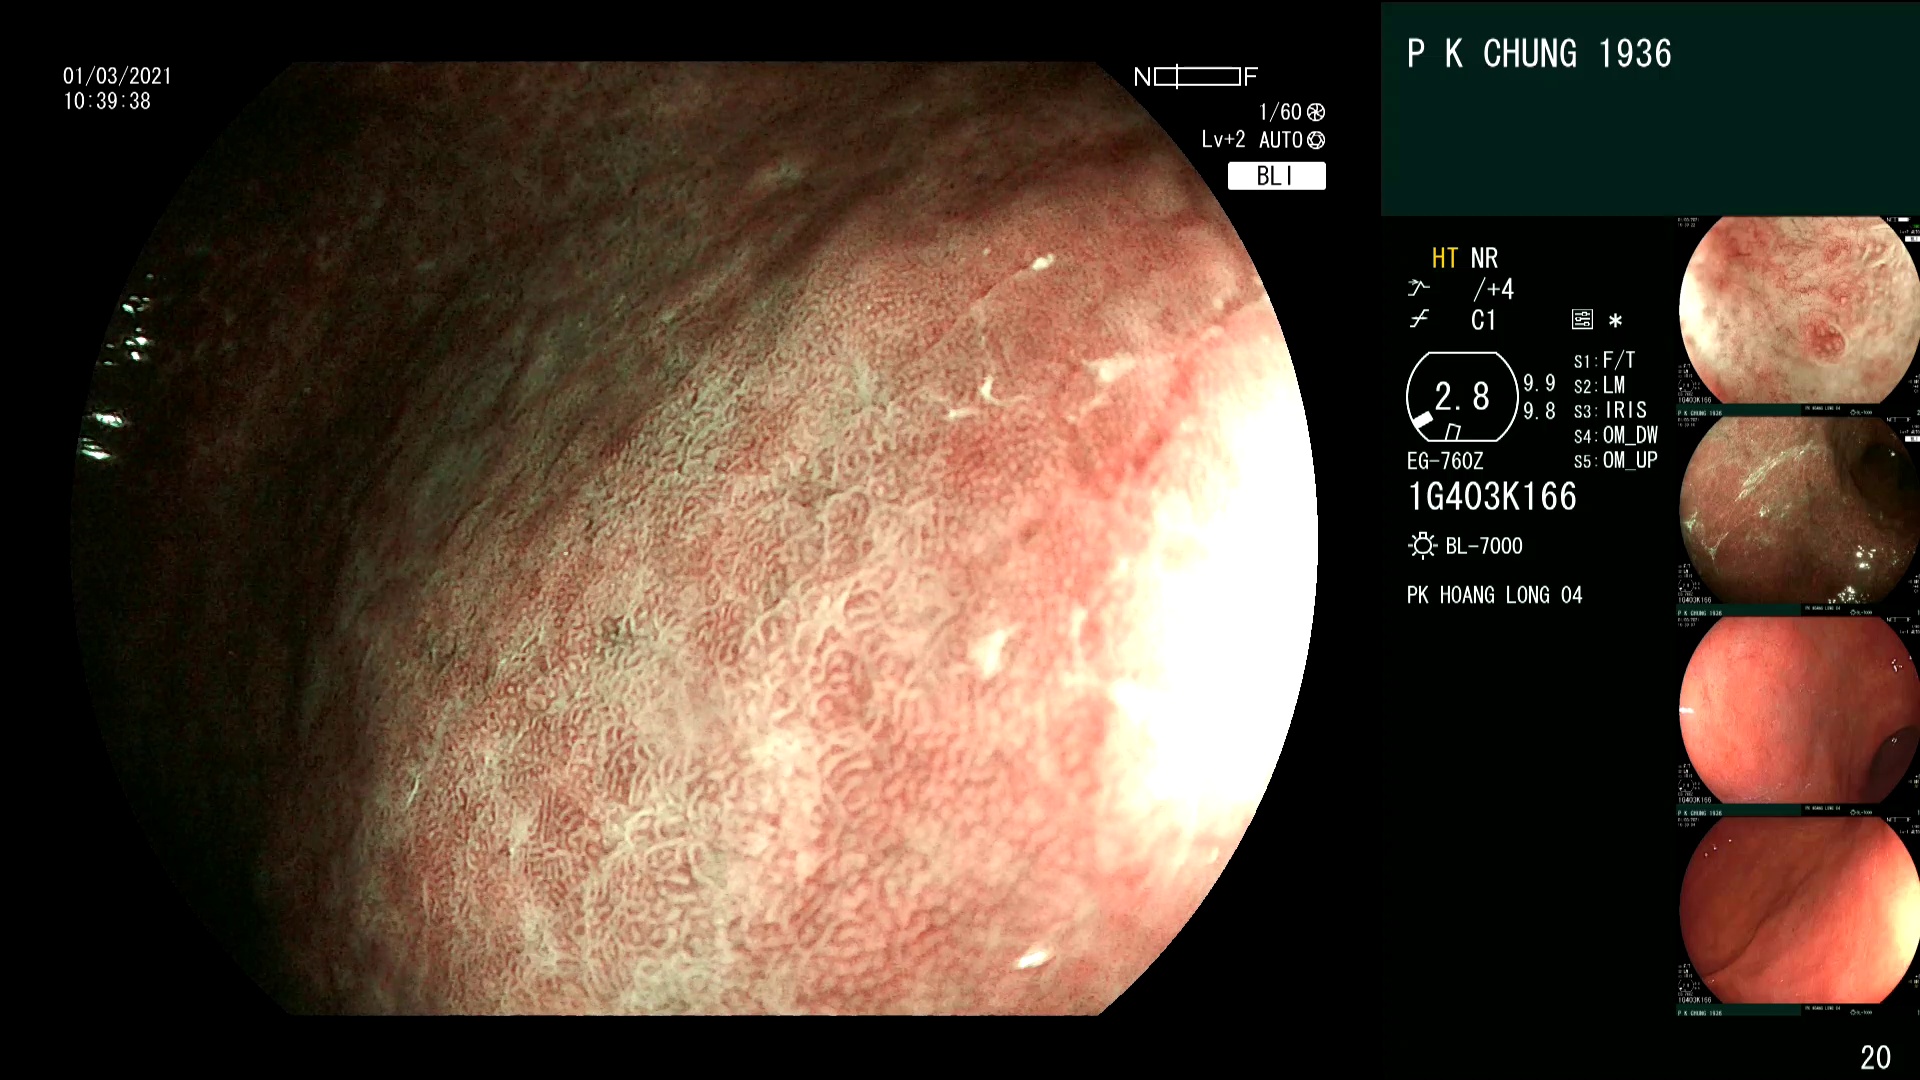 01/03/2021
10:39:38
N F
1/60
Lv+2 AUTO
BLI
P K CHUNG 1936
HT NR
/+4
C1 *
2.8
9.9
9.8
S1:F/T
S2:LM
S3:IRIS
S4:OM_DW
S5:OM_UP
EG-760Z
1G403K166
BL-7000
PK HOANG LONG 04
20